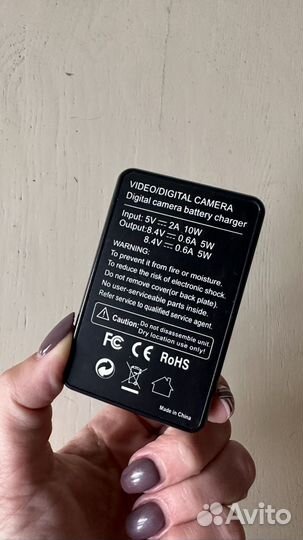 VIDEO/DIGITAL CAMERA
Digital camera battery charger
Input: 5V ⎓ 2A 10W
Output:8.4V ⎓ 0.6A 5W
8.4V ⎓ 0.6A 5W
WARNING:
To prevent it from fire or moisture.
To reduce the risk of electronic shock.
Do not remove cover(or back plate).
No user-serviceable parts inside.
Refer service to qualified service agent.
Caution: Do not disassemble unit.
Dry location use only!
FC CE RoHS
Made in China
Avito